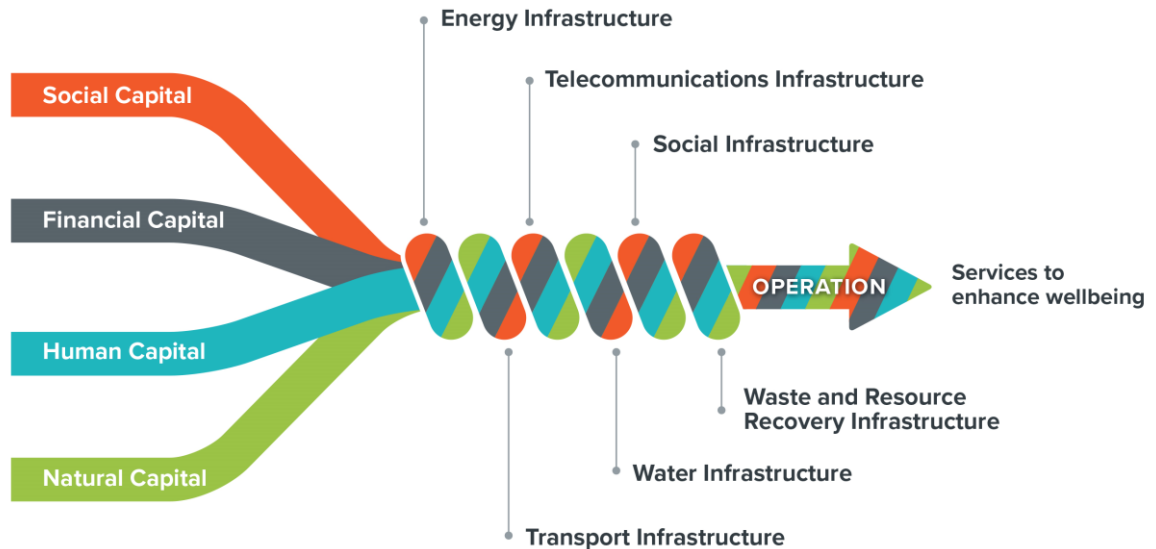 Energy Infrastructure
Telecommunications Infrastructure
Social Infrastructure
Social Capital
Financial Capital
Human Capital
Natural Capital
OPERATION
Services to
enhance wellbeing
Waste and Resource
Recovery Infrastructure
Water Infrastructure
Transport Infrastructure